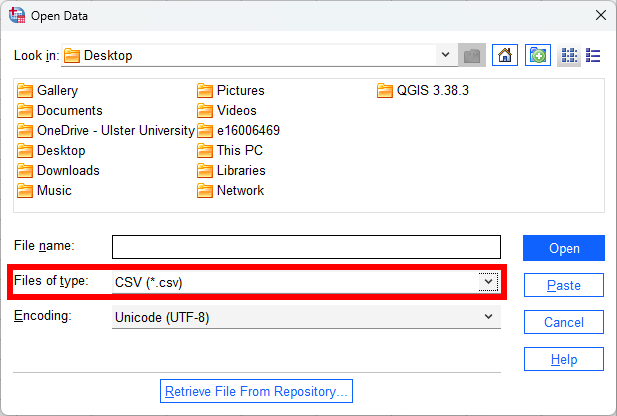 Open Data
Look in: Desktop
Gallery Pictures QGIS 3.38.3
Documents Videos
OneDrive - Ulster University e16006469
Desktop This PC
Downloads Libraries
Music Network
File name: Open
Files of type: CSV (*.csv) Paste
Encoding: Unicode (UTF-8) Cancel
Help
Retrieve File From Repository...